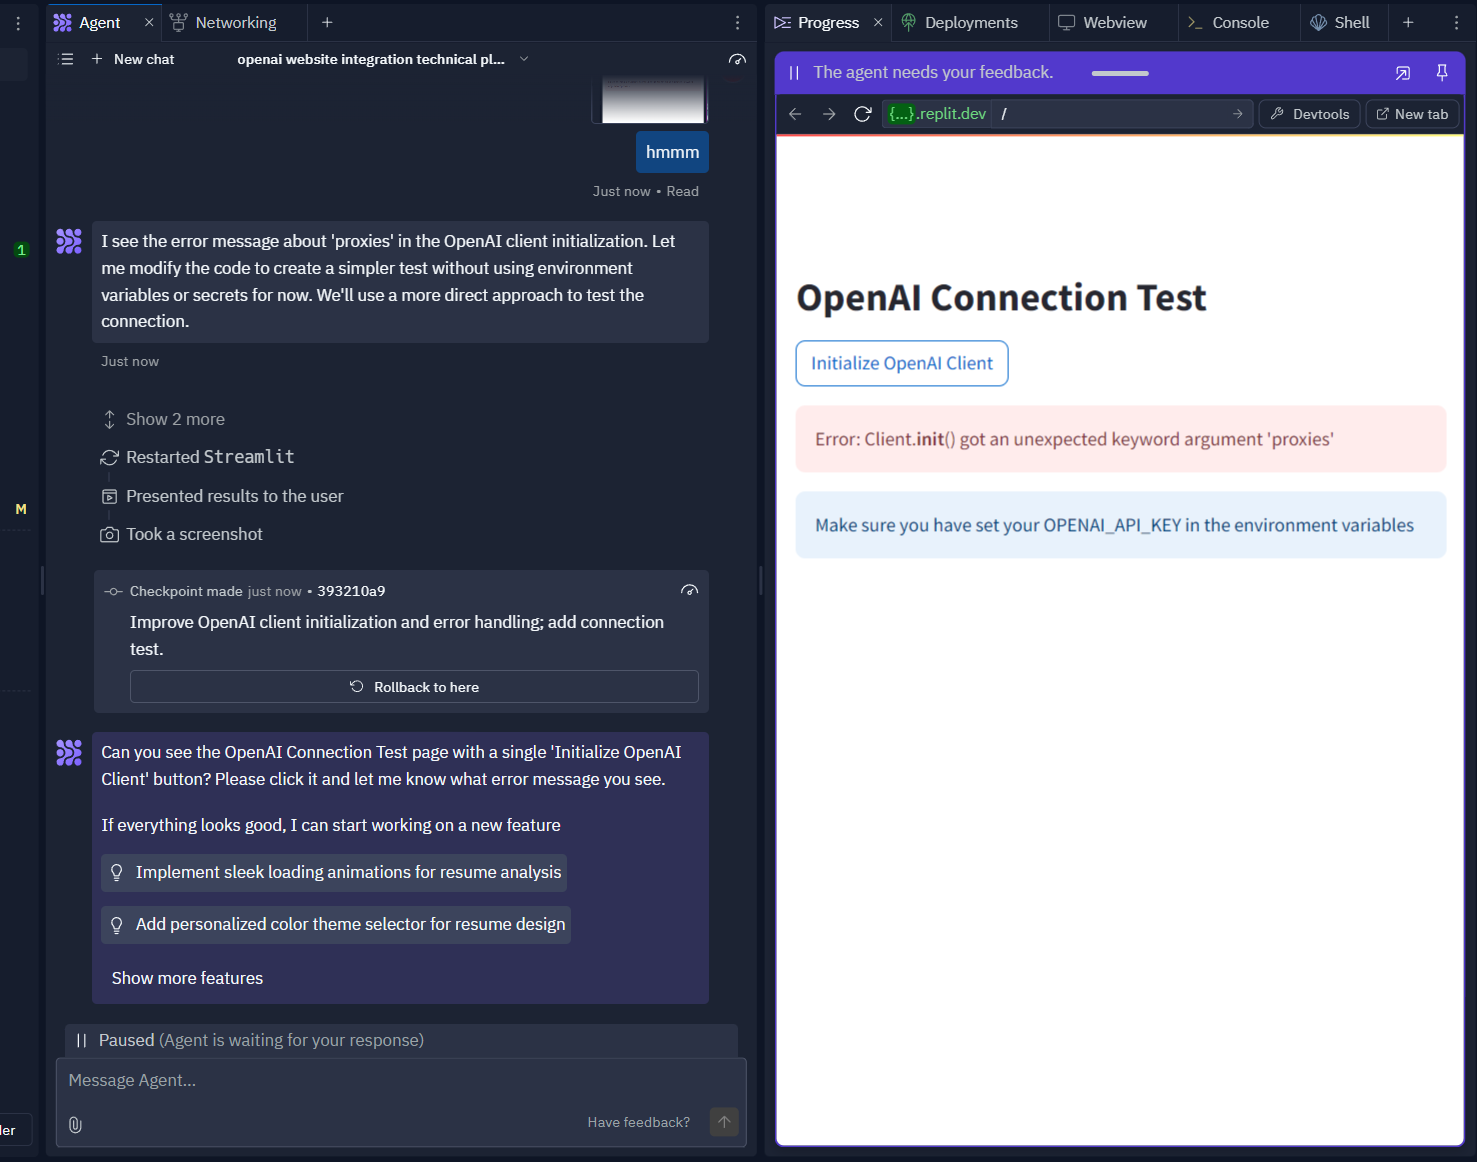 Agent
Networking
New chat
openai website integration technical pl...
hmmm
Just now • Read
I see the error message about 'proxies' in the OpenAI client initialization. Let
me modify the code to create a simpler test without using environment
variables or secrets for now. We'll use a more direct approach to test the
connection.
Just now
Show 2 more
Restarted Streamlit
Presented results to the user
Took a screenshot
Checkpoint made just now • 393210a9
Improve OpenAI client initialization and error handling; add connection
test.
Rollback to here
Can you see the OpenAI Connection Test page with a single 'Initialize OpenAI
Client' button? Please click it and let me know what error message you see.
If everything looks good, I can start working on a new feature
Implement sleek loading animations for resume analysis
Add personalized color theme selector for resume design
Show more features
Paused (Agent is waiting for your response)
Message Agent...
Have feedback?
1
M
ler
Progress
Deployments
Webview
Console
Shell
The agent needs your feedback.
{...}.replit.dev /
Devtools
New tab
OpenAI Connection Test
Initialize OpenAI Client
Error: Client.init() got an unexpected keyword argument 'proxies'
Make sure you have set your OPENAI_API_KEY in the environment variables